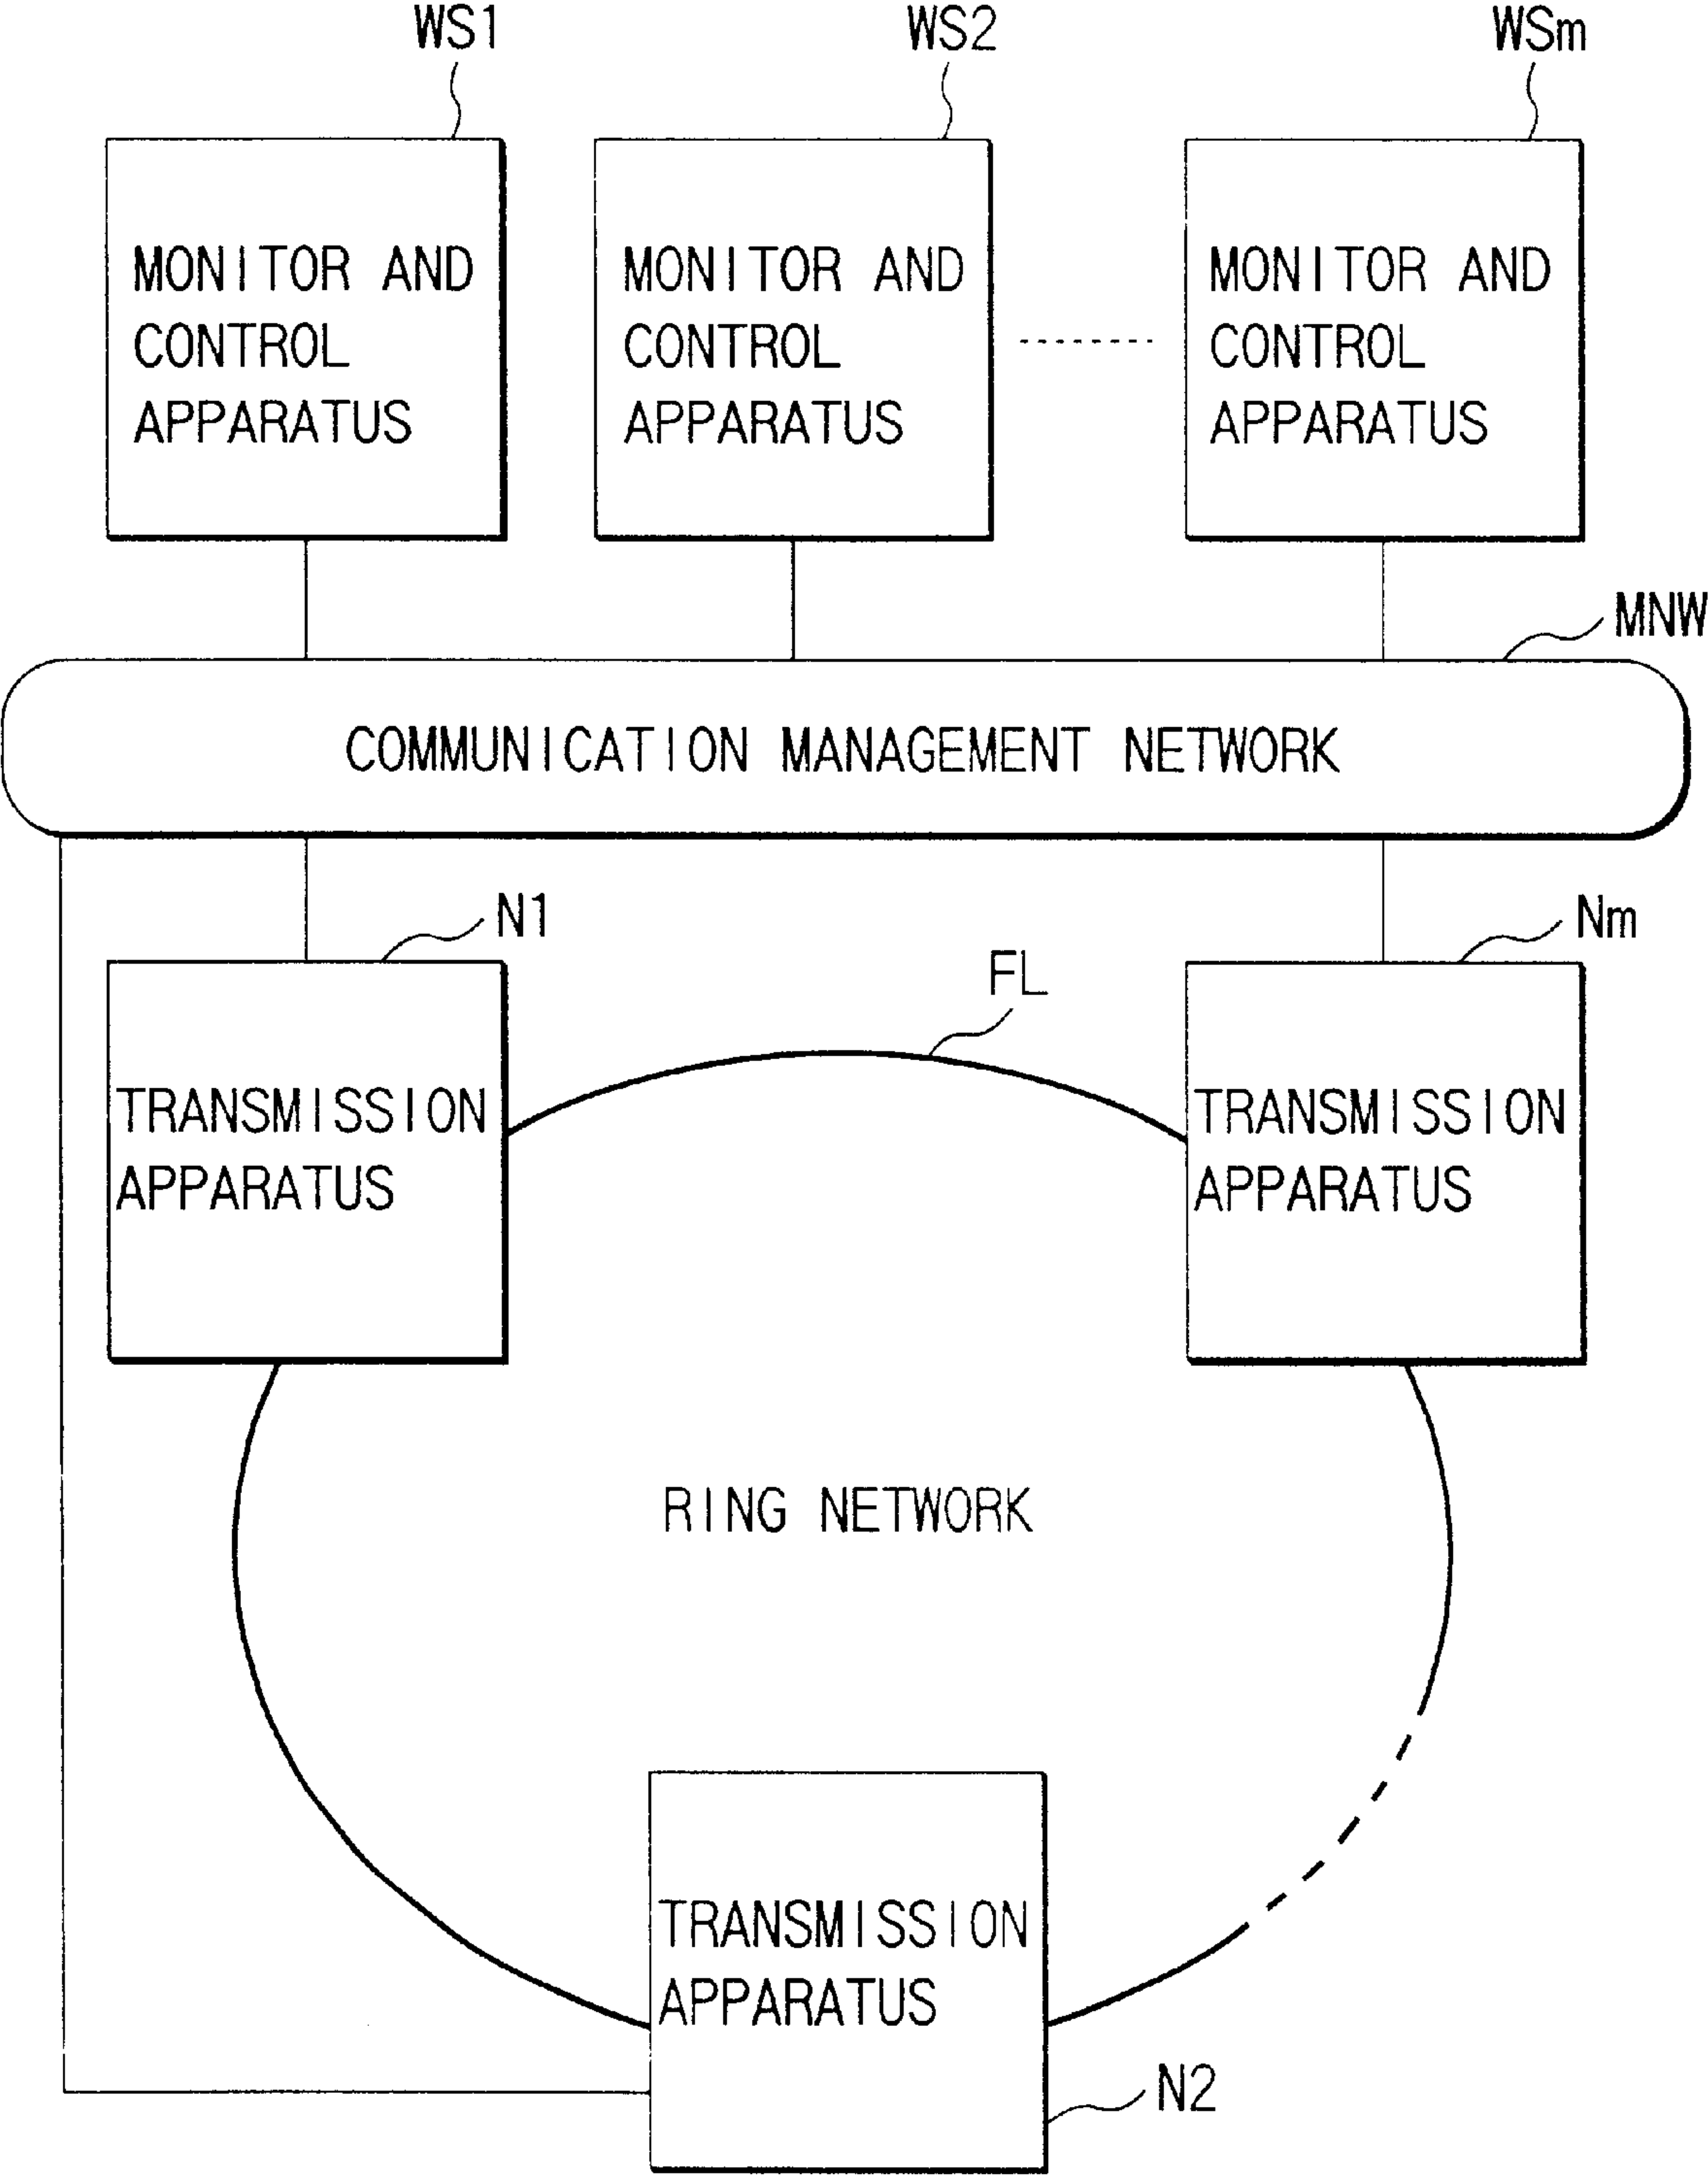 WS1
WS2
WSm
MONITOR AND
CONTROL
APPARATUS
MONITOR AND
CONTROL
APPARATUS
MONITOR AND
CONTROL
APPARATUS
MNW
COMMUNICATION MANAGEMENT NETWORK
N1
Nm
FL
TRANSMISSION
APPARATUS
TRANSMISSION
APPARATUS
RING NETWORK
TRANSMISSION
APPARATUS
N2